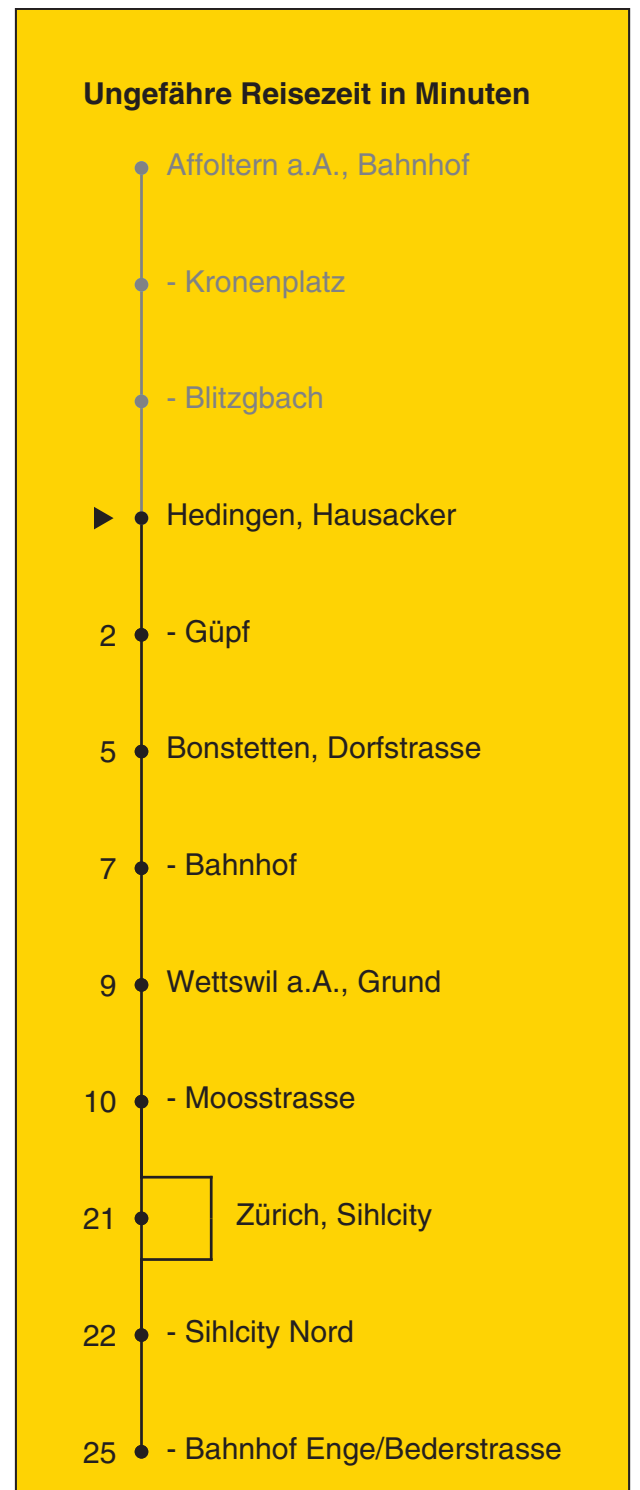 Ungefähre Reisezeit in Minuten
Affoltern a.A., Bahnhof
- Kronenplatz
- Blitzgbach
Hedingen, Hausacker
2 - Güpf
5 Bonstetten, Dorfstrasse
7 - Bahnhof
9 Wettswil a.A., Grund
10 - Moosstrasse
21 Zürich, Sihlcity
22 - Sihlcity Nord
25 - Bahnhof Enge/Bederstrasse